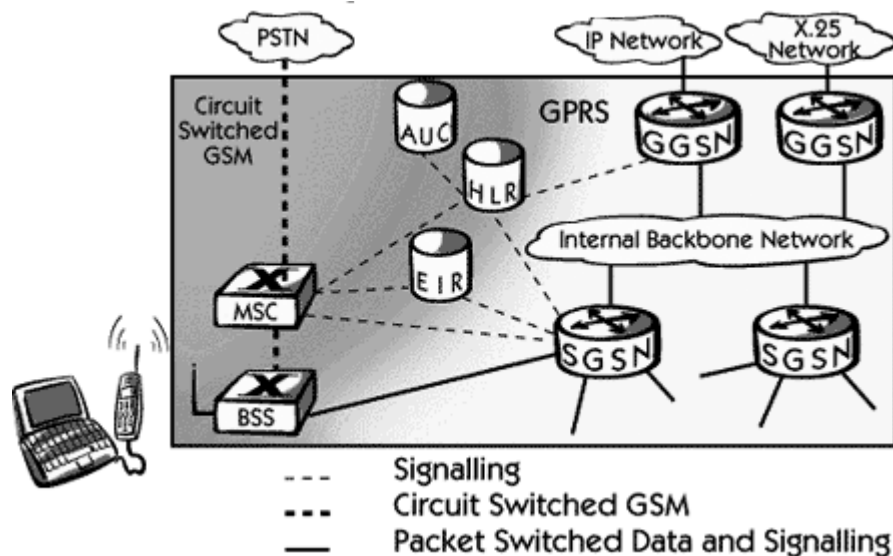 PSTN
IP Network
X.25
Network
Circuit
Switched
GSM
AUC
GPRS
GGSN
GGSN
HLR
Internal Backbone Network
EIR
MSC
SGSN
SGSN
BSS
Signalling
Circuit Switched GSM
Packet Switched Data and Signalling